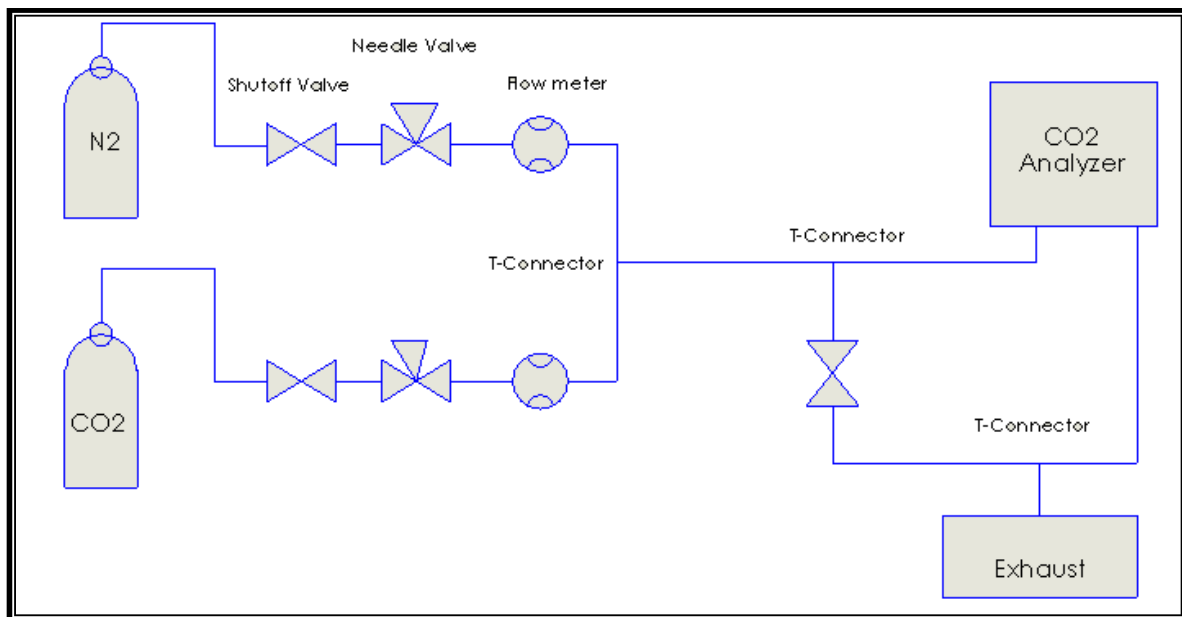 Needle Valve
Shutoff Valve
Flow meter
N2
CO2
Analyzer
T-Connector
T-Connector
CO2
T-Connector
Exhaust